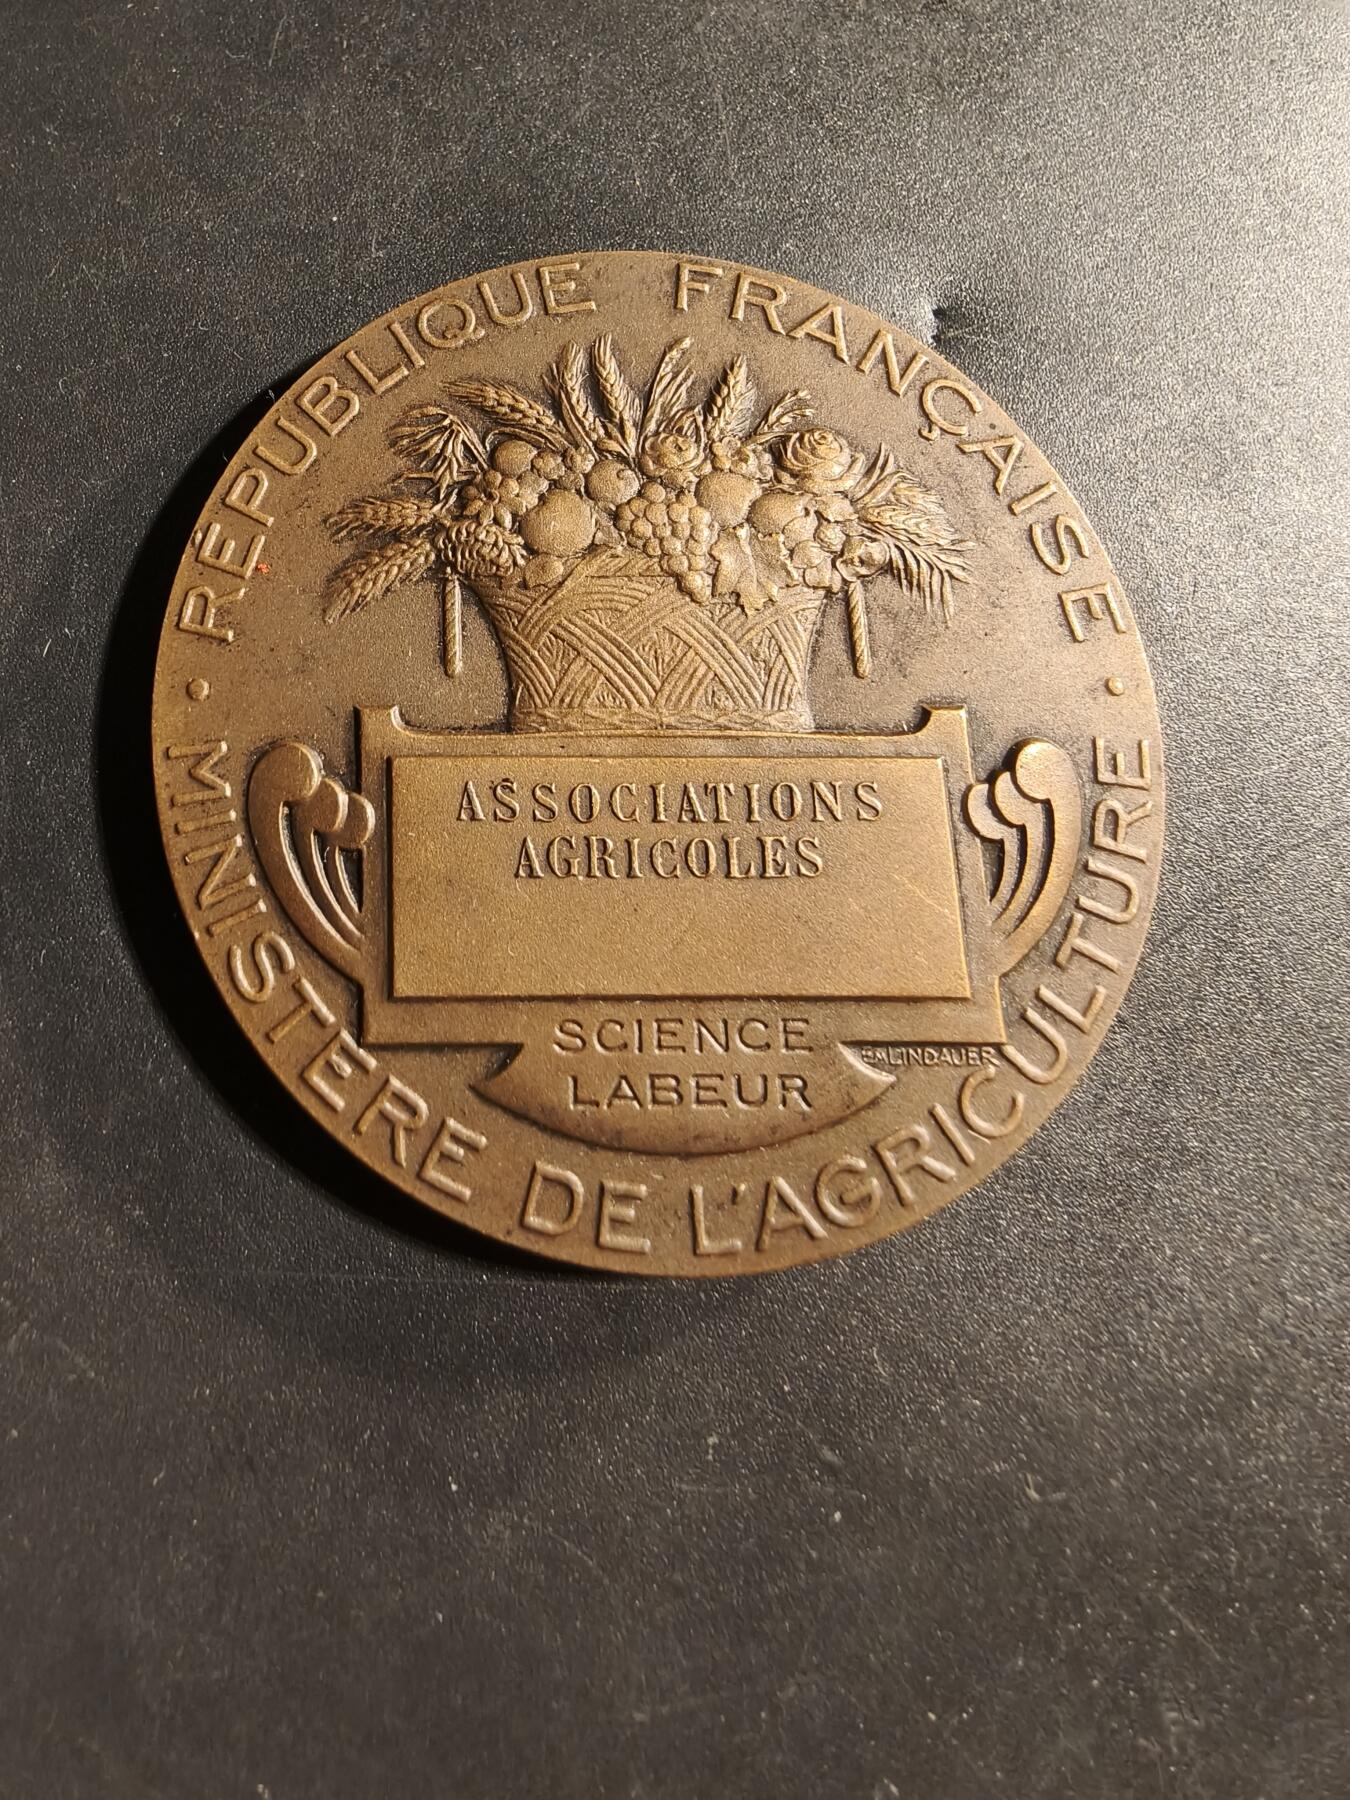 RÉPUBLIQUE FRANÇAISE
ASSOCIATIONS
AGRICOLES
SCIENCE
LABEUR
EM LINDAUER
MINISTERE DE L'AGRICULTURE